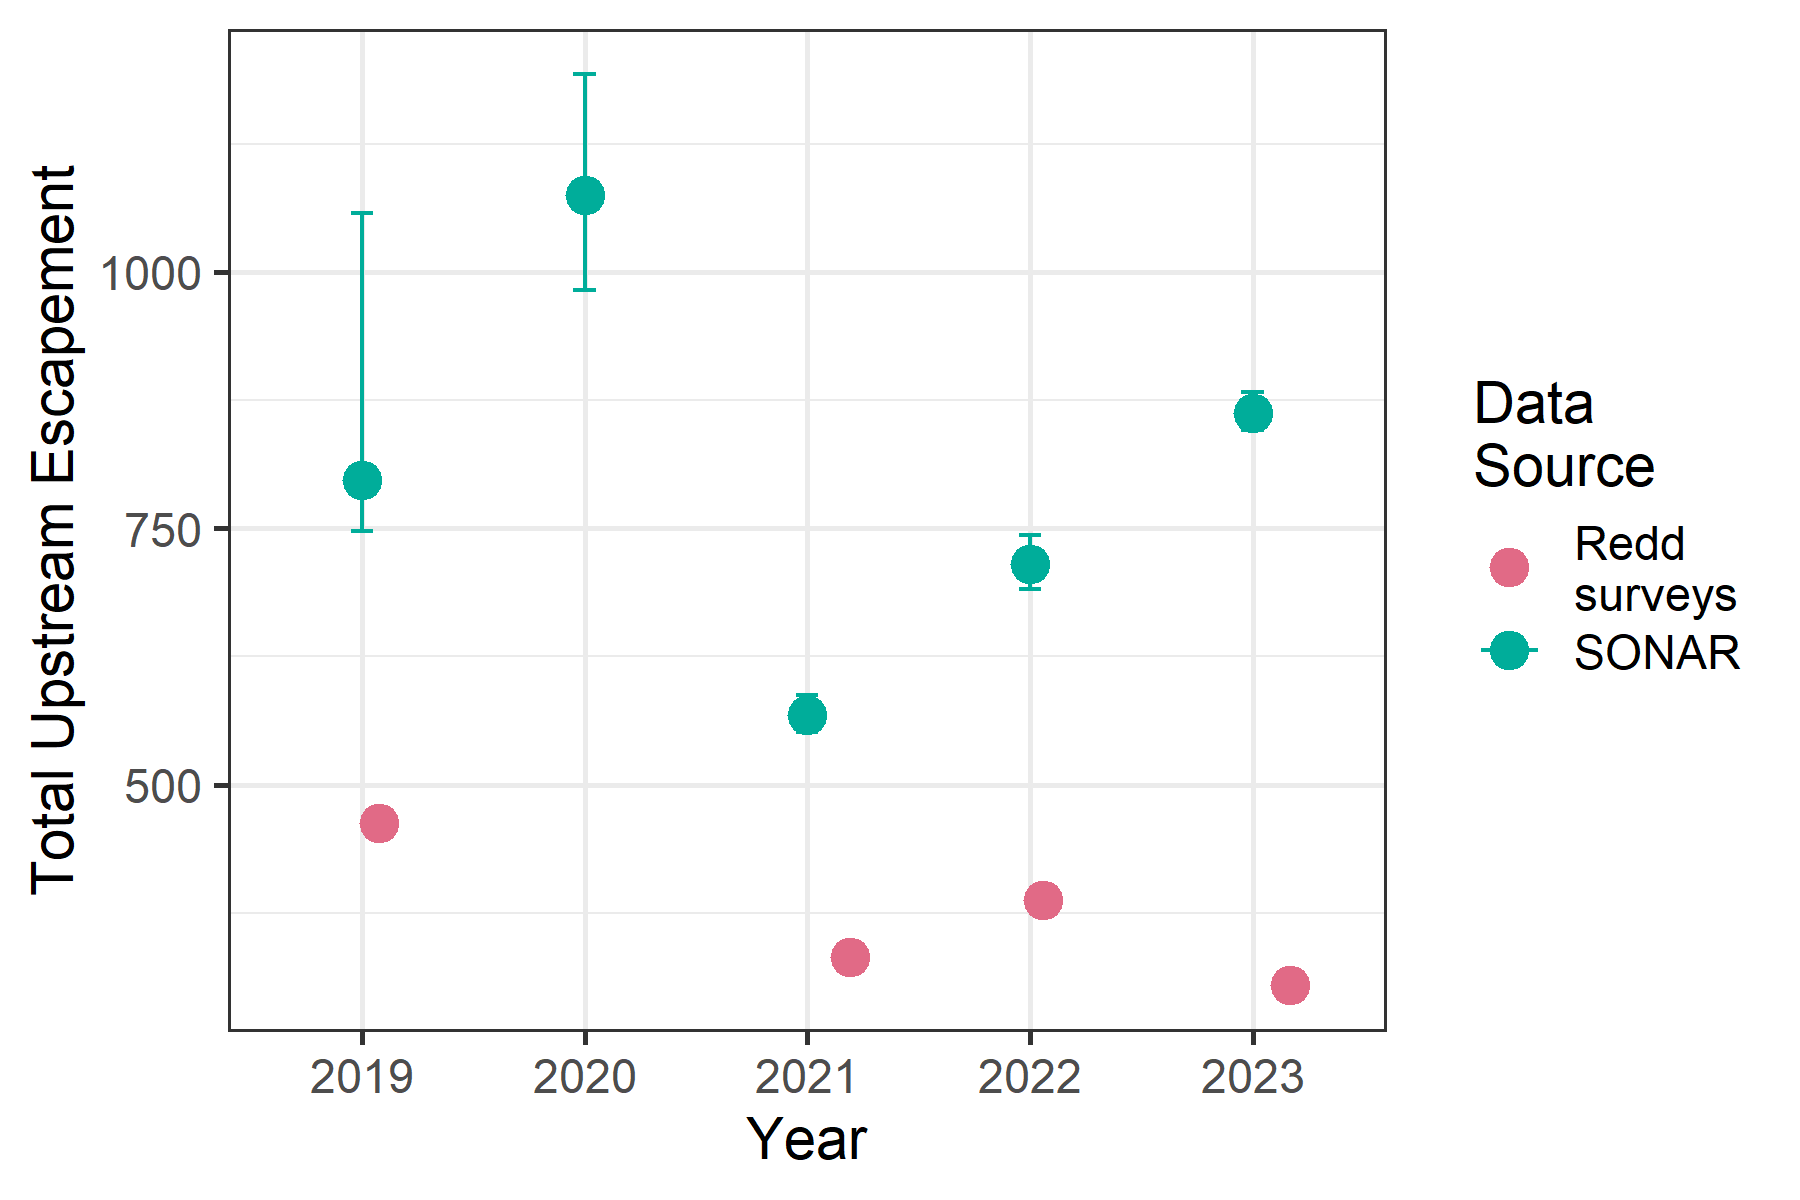 Total Upstream Escapement
1000
750
500
2019 2020 2021 2022 2023
Year
Data
Source
Redd
surveys
SONAR